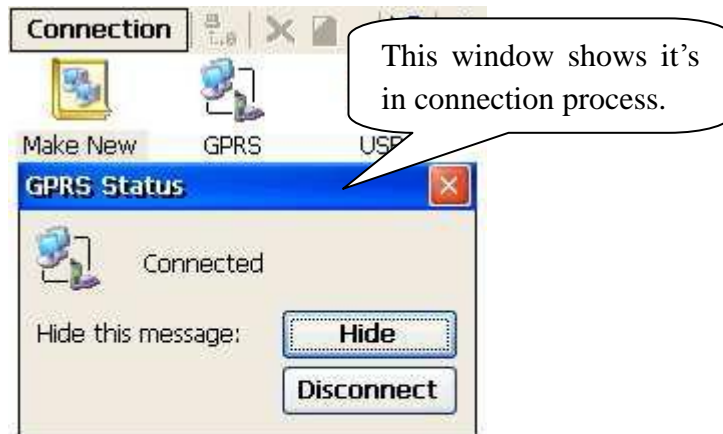 Connection
This window shows it's
in connection process.
Make New GPRS
GPRS Status
Connected
Hide this message: Hide
Disconnect